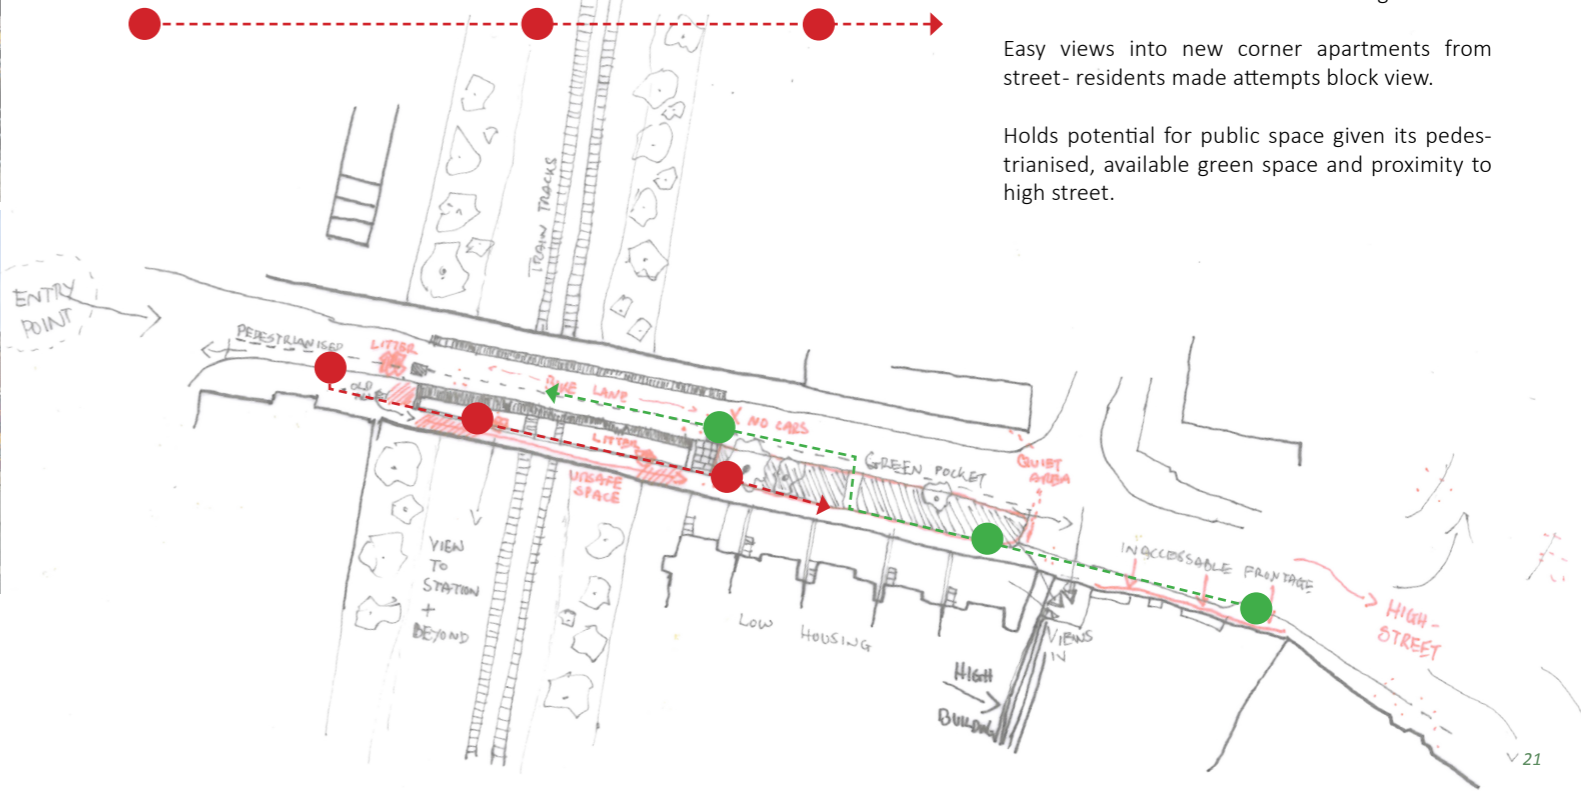 Easy views into new corner apartments from
street- residents made attempts block view.
Holds potential for public space given its pedes-
trianised, available green space and proximity to
high street.
TRAIN TRACKS
ENTRY
POINT
PEDESTRIANISED
LITTER
OLD
BIKE LANE
X NO CARS
LITTER
UNSAFE
SPACE
GREEN POCKET
QUIET
AREA
VIEW
TO
STATION
+
BEYOND
LOW HOUSING
INACCESSABLE FRONTAGE
HIGH-
STREET
VIEWS
IN
HIGH
BUILDING
21